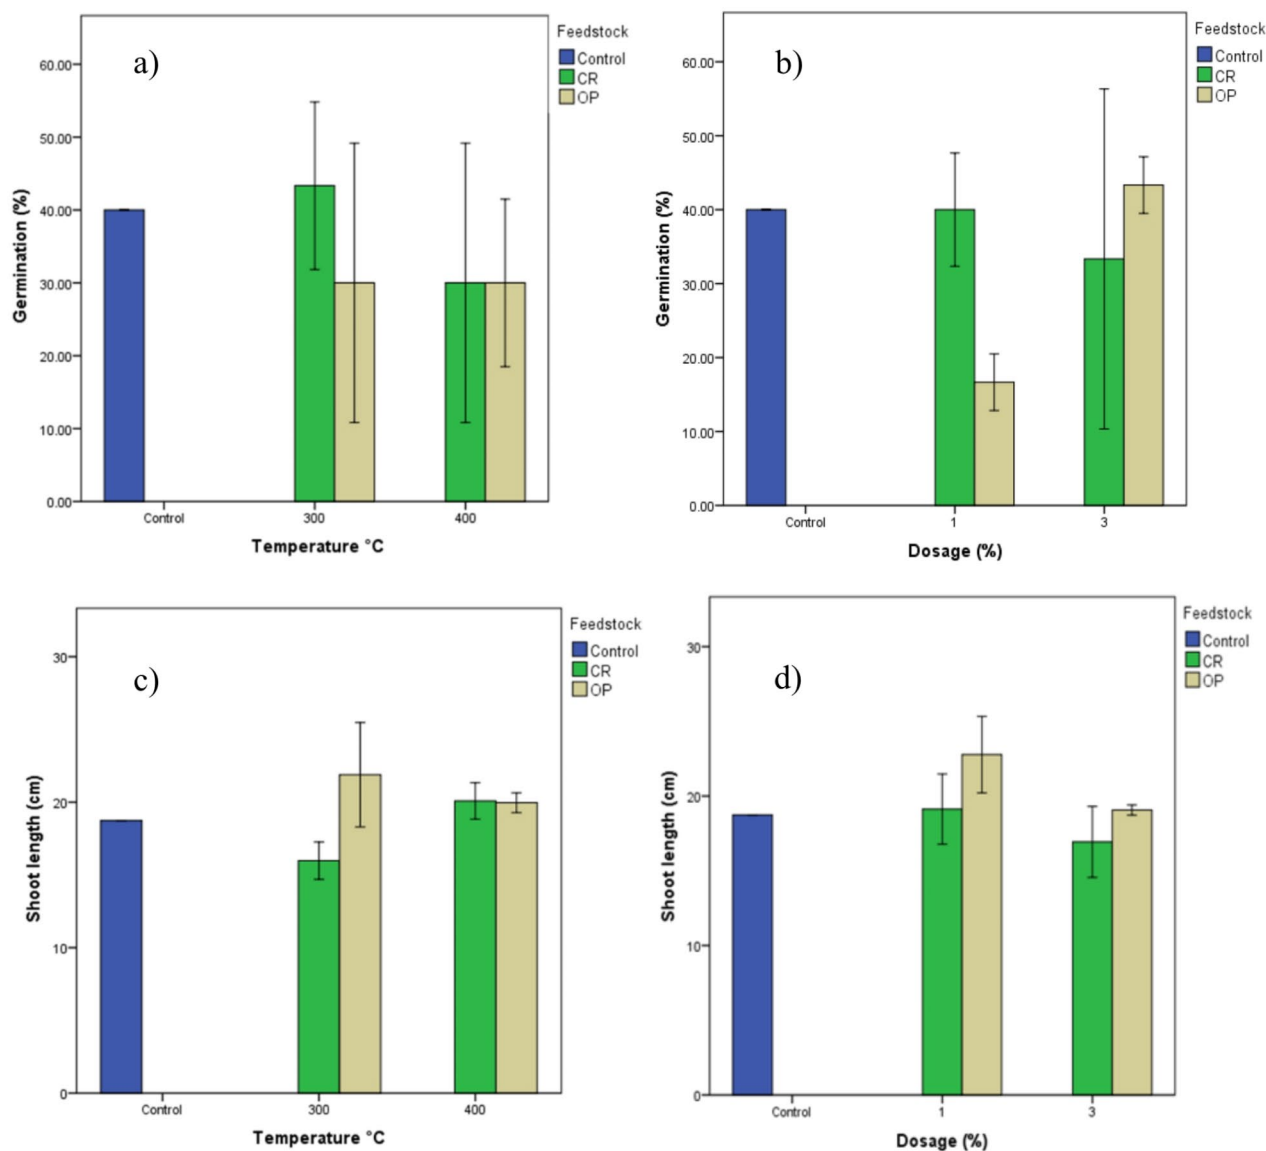 a)
Feedstock
Control
CR
OP
Germination (%)
60.00
50.00
40.00
30.00
20.00
10.00
0.00
Control
300
400
Temperature °C
b)
Feedstock
Control
CR
OP
Germination (%)
60.00
50.00
40.00
30.00
20.00
10.00
0.00
Control
1
3
Dosage (%)
c)
Feedstock
Control
CR
OP
Shoot length (cm)
30
20
10
0
Control
300
400
Temperature °C
d)
Feedstock
Control
CR
OP
Shoot length (cm)
30
20
10
0
Control
1
3
Dosage (%)